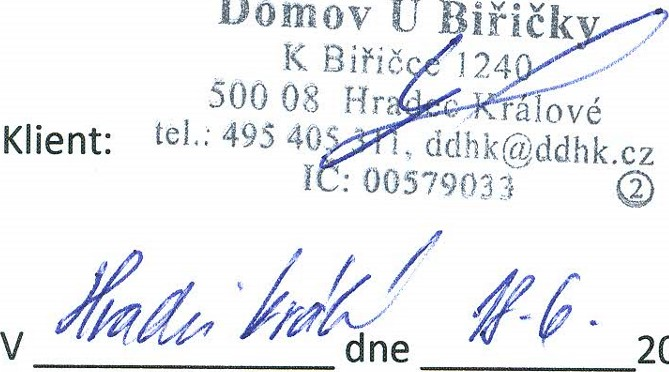 Domov U Biřičky
K Biřičce 1240
500 08 Hradec Králové
Klient: tel.: 495 405 311, ddhk@ddhk.cz
IČ: 00579033 2
V Hradci Král dne 18.6. 20